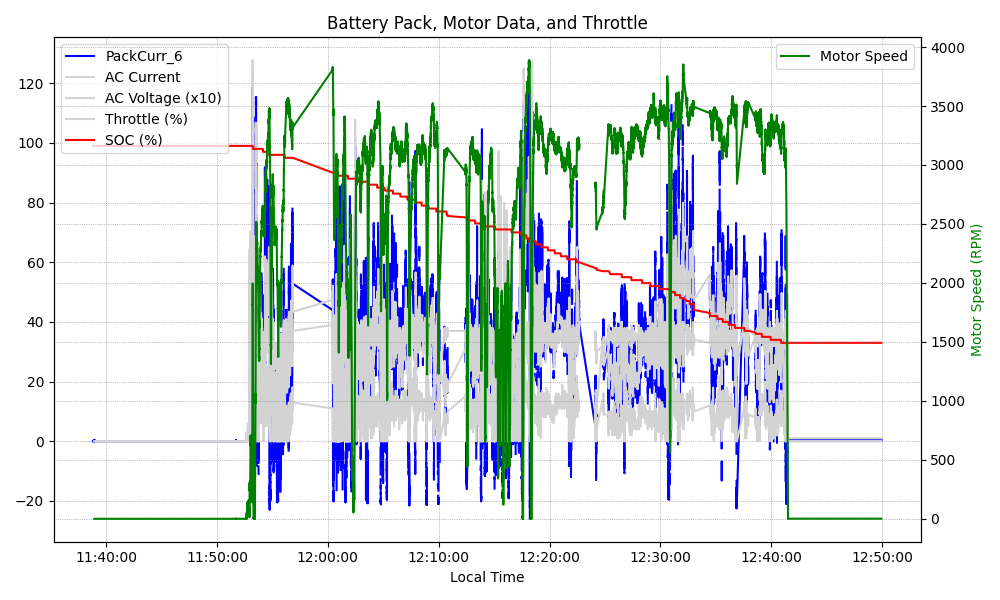 Battery Pack, Motor Data, and Throttle
PackCurr_6
AC Current
AC Voltage (x10)
Throttle (%)
SOC (%)
Motor Speed
120
100
80
60
40
20
0
−20
4000
3500
3000
2500
2000
1500
1000
500
0
Motor Speed (RPM)
11:40:00 11:50:00 12:00:00 12:10:00 12:20:00 12:30:00 12:40:00 12:50:00
Local Time